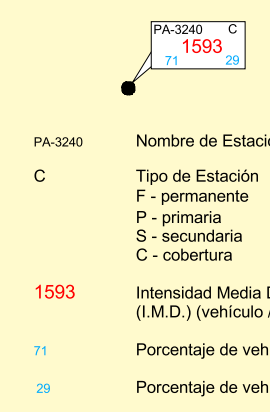 PA-3240 C
1593
71 29
PA-3240 Nombre de Estació
C Tipo de Estación
F - permanente
P - primaria
S - secundaria
C - cobertura
1593 Intensidad Media D
(I.M.D.) (vehículo /
71 Porcentaje de veh
29 Porcentaje de veh